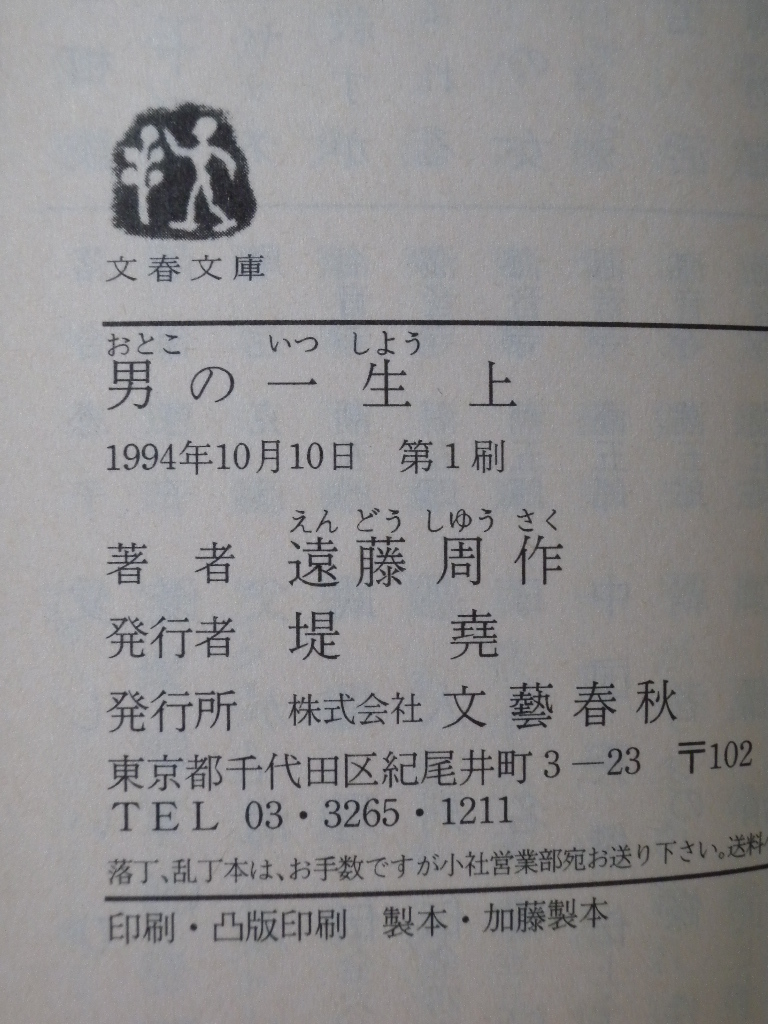 文春文庫
おとこ いつ しよう
男の一生 上
1994年10月10日 第1刷
えん どう しゆう さく
著者 遠藤周作
発行者 堤 堯
発行所 株式会社 文藝春秋
東京都千代田区紀尾井町3―23 〒102
TEL 03・3265・1211
落丁、乱丁本は、お手数ですが小社営業部宛お送り下さい。送料
印刷・凸版印刷 製本・加藤製本